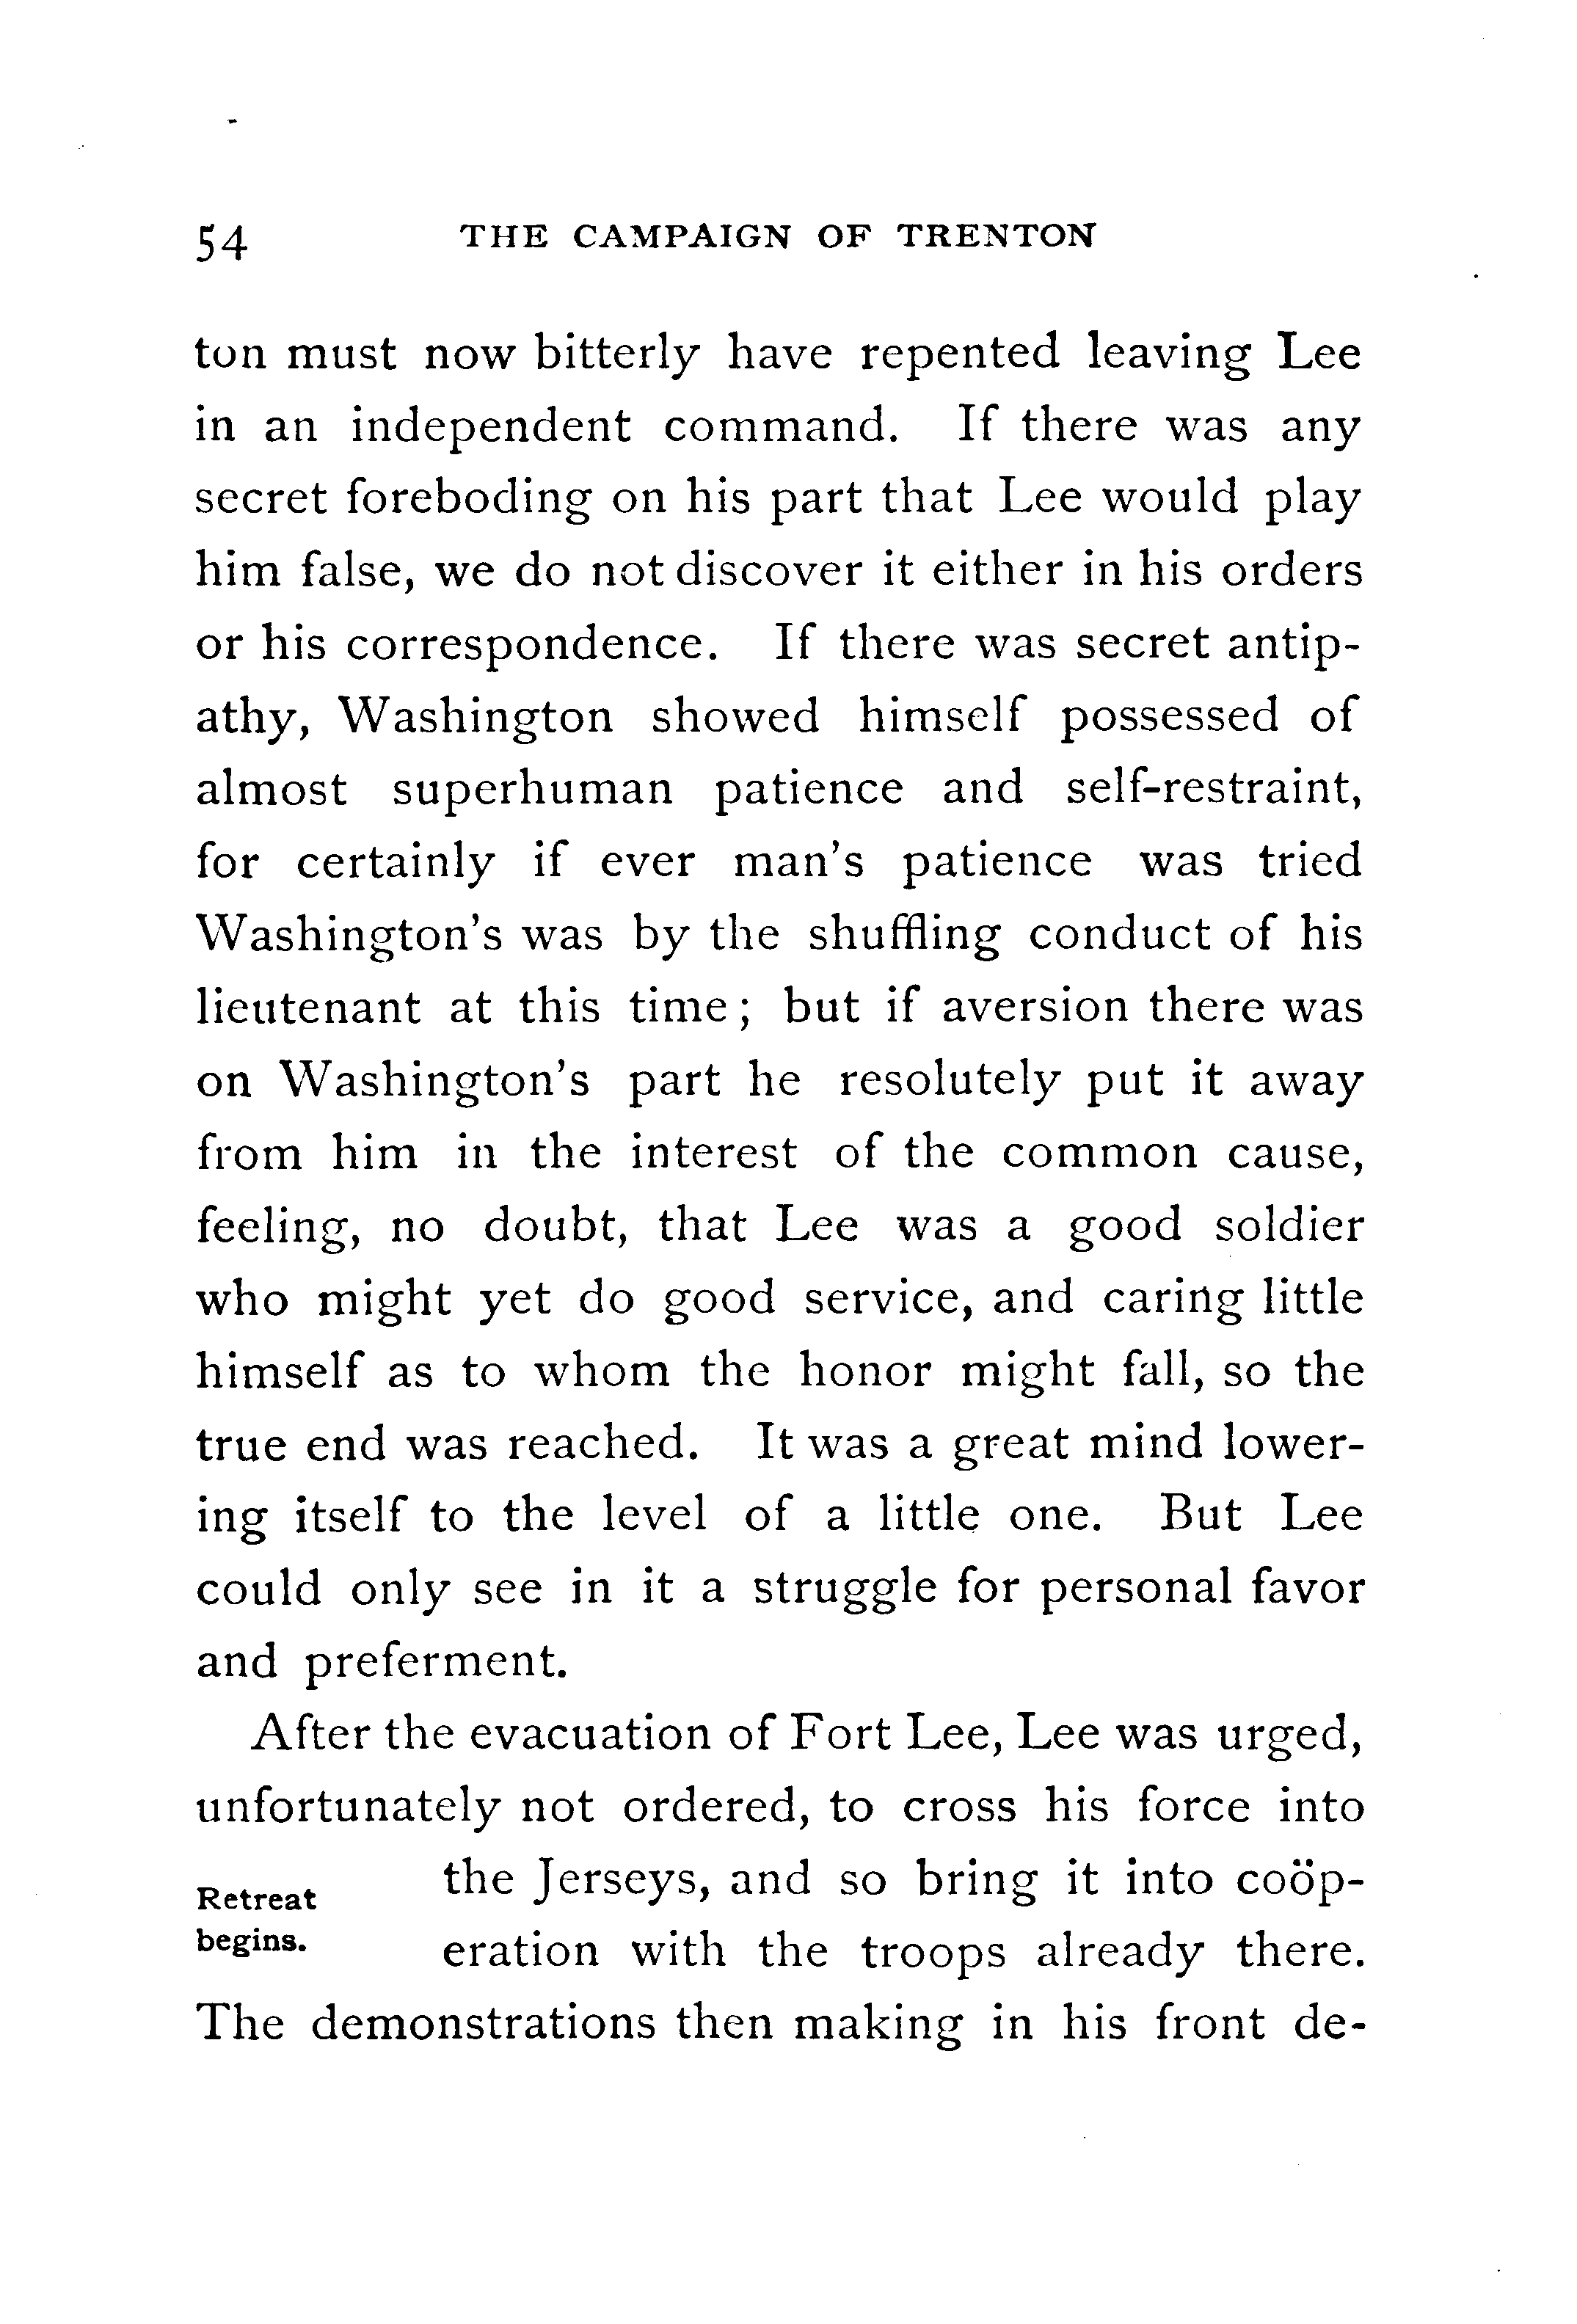 54 THE CAMPAIGN OF TRENTON
ton must now bitterly have repented leaving Lee
in an independent command. If there was any
secret foreboding on his part that Lee would play
him false, we do not discover it either in his orders
or his correspondence. If there was secret antip-
athy, Washington showed himself possessed of
almost superhuman patience and self-restraint,
for certainly if ever man's patience was tried
Washington's was by the shuffling conduct of his
lieutenant at this time; but if aversion there was
on Washington's part he resolutely put it away
from him in the interest of the common cause,
feeling, no doubt, that Lee was a good soldier
who might yet do good service, and caring little
himself as to whom the honor might fall, so the
true end was reached. It was a great mind lower-
ing itself to the level of a little one. But Lee
could only see in it a struggle for personal favor
and preferment.
After the evacuation of Fort Lee, Lee was urged,
unfortunately not ordered, to cross his force into
Retreat
begins.
the Jerseys, and so bring it into coöp-
eration with the troops already there.
The demonstrations then making in his front de-